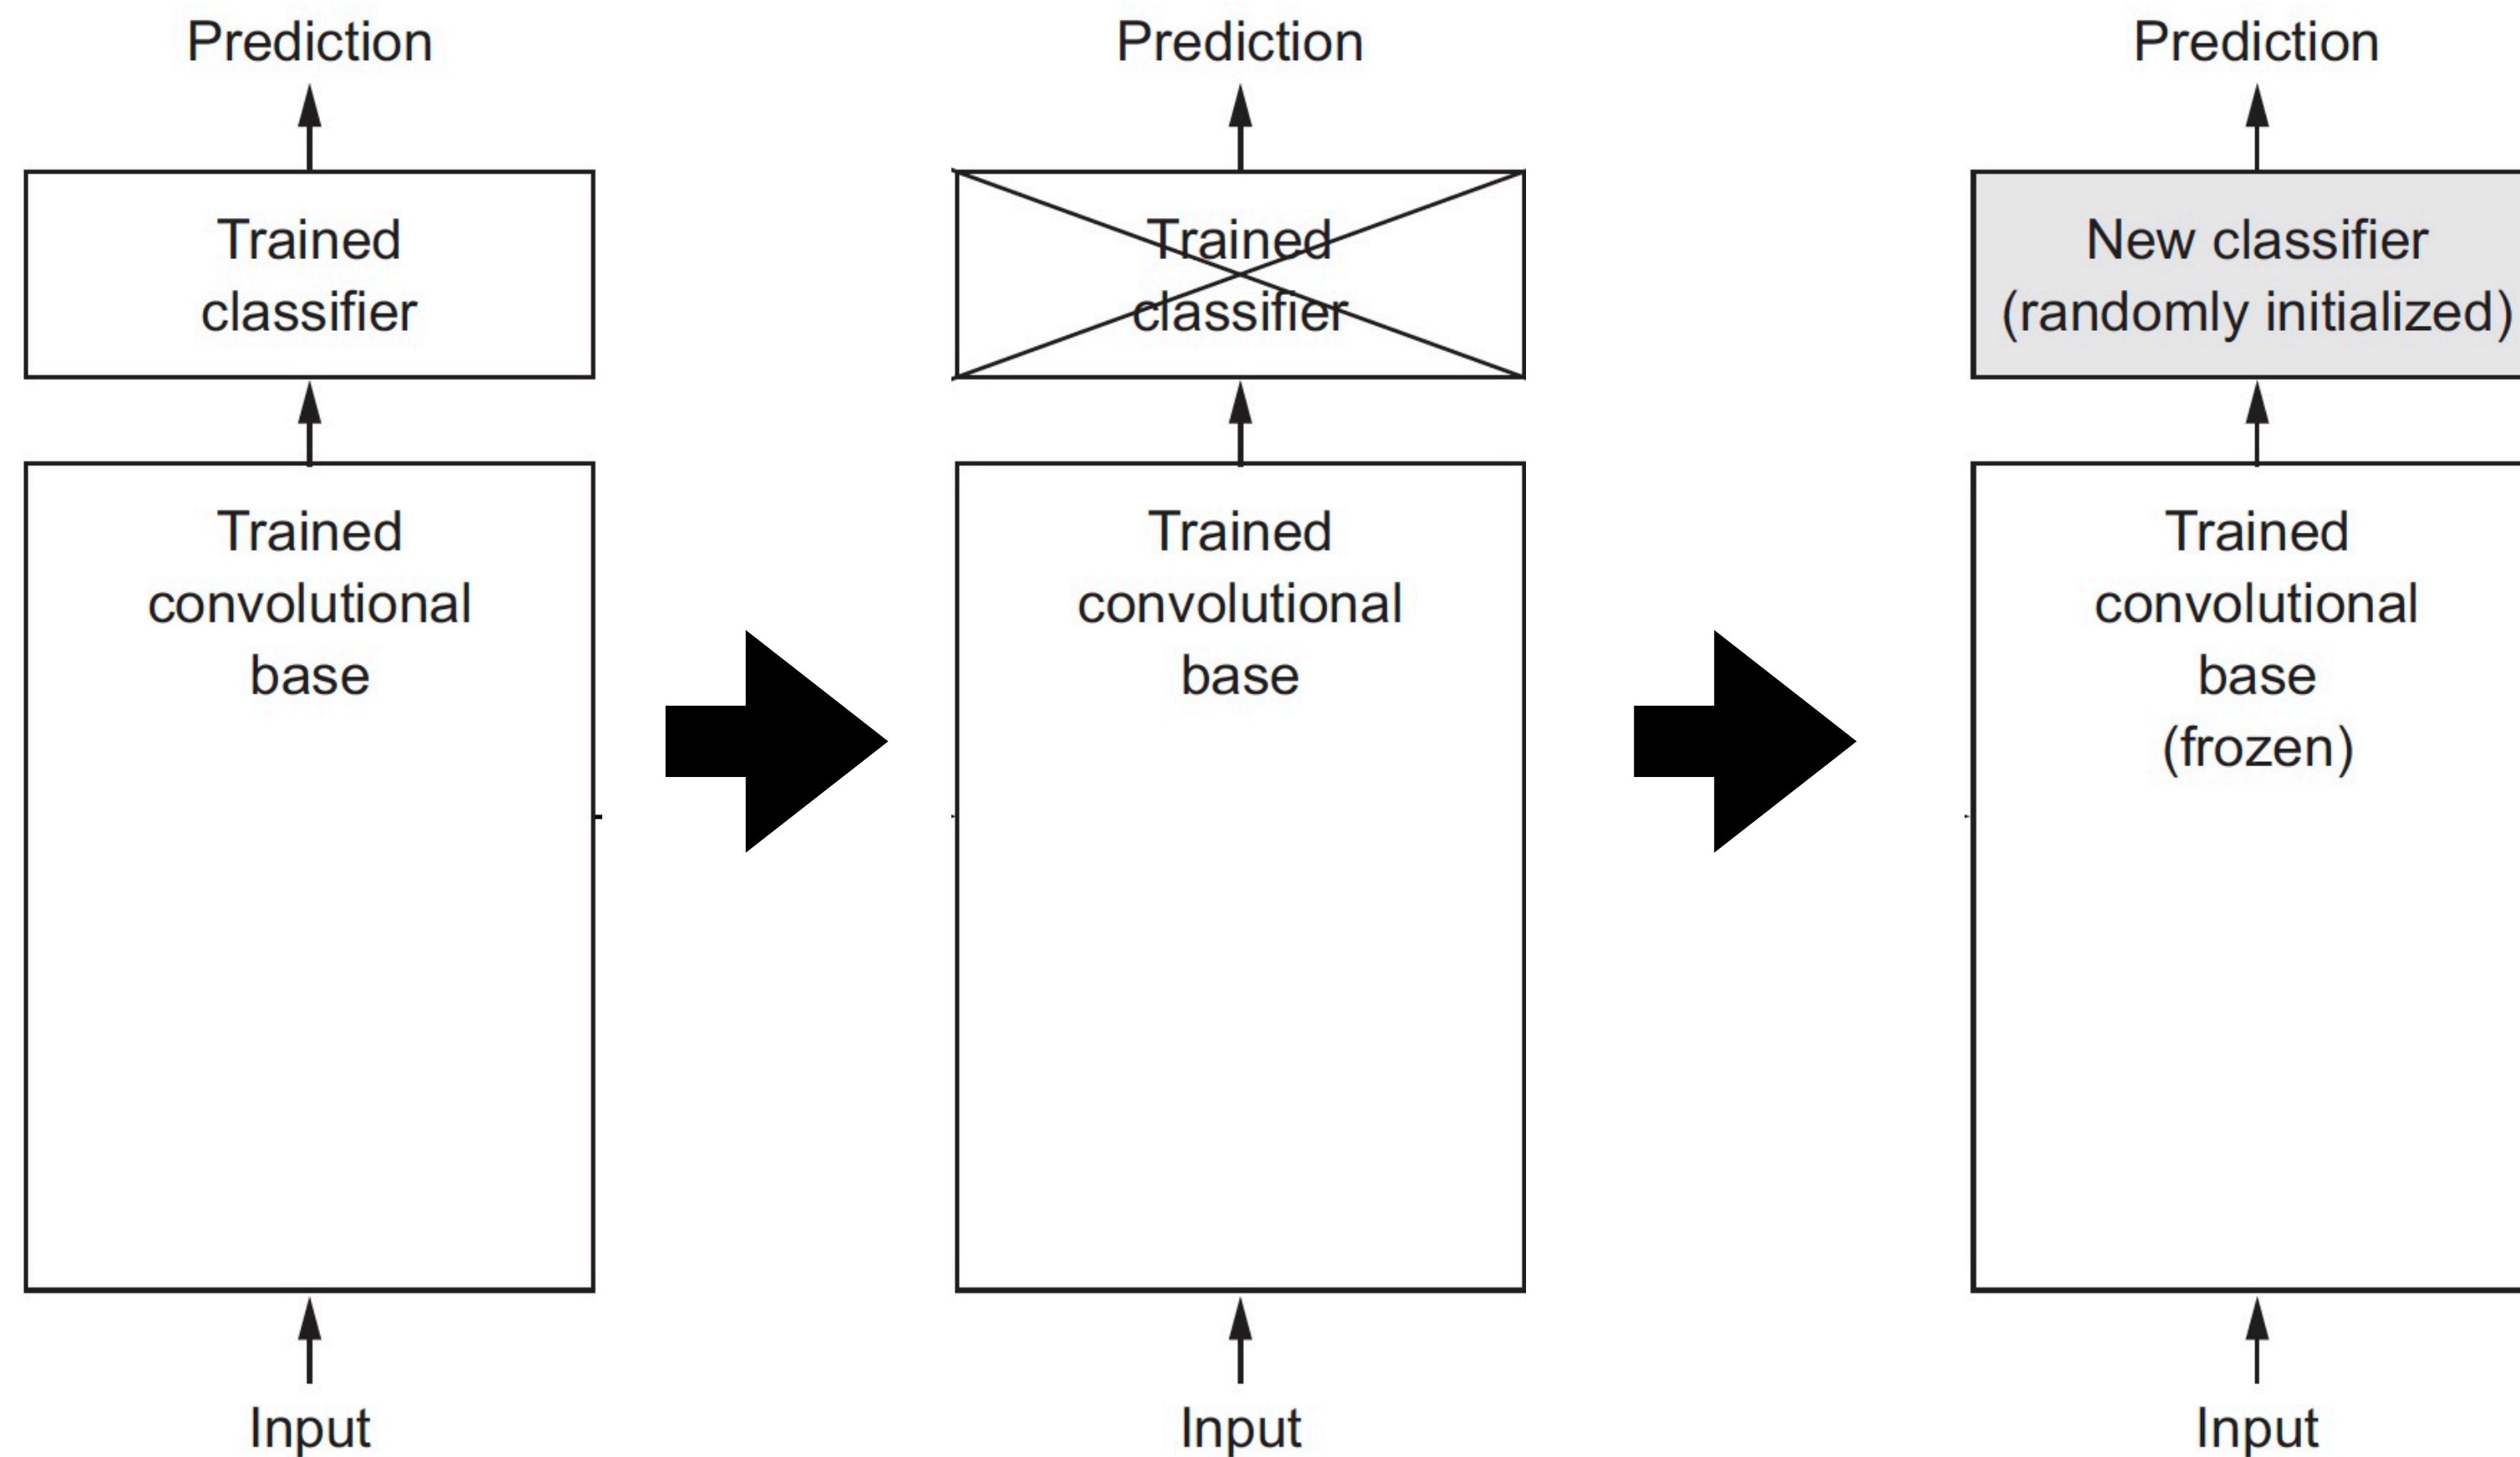 Prediction
Trained
classifier
Trained
convolutional
base
Input
Prediction
Trained
classifier
Trained
convolutional
base
Input
Prediction
New classifier
(randomly initialized)
Trained
convolutional
base
(frozen)
Input